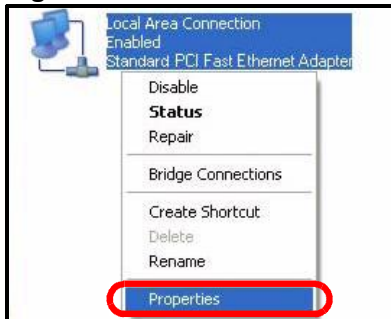 Local Area Connection
Enabled
Standard PCI Fast Ethernet Adapter
Disable
Status
Repair
Bridge Connections
Create Shortcut
Delete
Rename
Properties